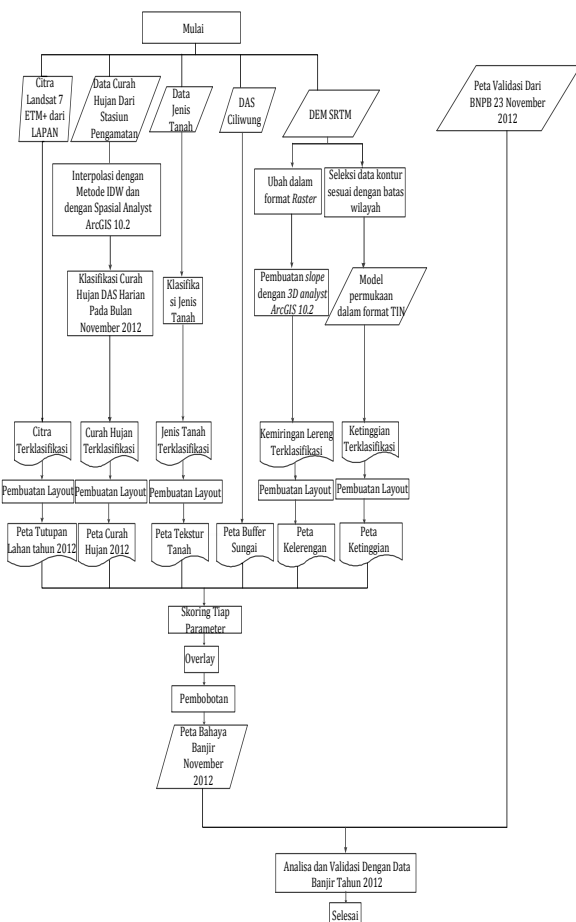 Mulai
Citra
Landsat 7
ETM+ dari
LAPAN
Data Curah
Hujan Dari
Stasiun
Pengamatan
Data
Jenis
Tanah
DAS
Ciliwung
DEM SRTM
Peta Validasi Dari
BNPB 23 November
2012
Interpolasi dengan
Metode IDW dan
dengan Spasial Analyst
ArcGIS 10.2
Ubah dalam
format Raster
Seleksi data kontur
sesuai dengan batas
wilayah
Klasifikasi Curah
Hujan DAS Harian
Pada Bulan
November 2012
Klasifika
si Jenis
Tanah
Pembuatan slope
dengan 3D analyst
ArcGIS 10.2
Model
permukaan
dalam format TIN
Citra
Terklasifikasi
Curah Hujan
Terklasifikasi
Jenis Tanah
Terklasifikasi
Kemiringan Lereng
Terklasifikasi
Ketinggian
Terklasifikasi
Pembuatan Layout
Pembuatan Layout
Pembuatan Layout
Pembuatan Layout
Pembuatan Layout
Peta Tutupan
Lahan tahun 2012
Peta Curah
Hujan 2012
Peta Tekstur
Tanah
Peta Buffer
Sungai
Peta
Kelerengan
Peta
Ketinggian
Skoring Tiap
Parameter
Overlay
Pembobotan
Peta Bahaya
Banjir
November
2012
Analisa dan Validasi Dengan Data
Banjir Tahun 2012
Selesai